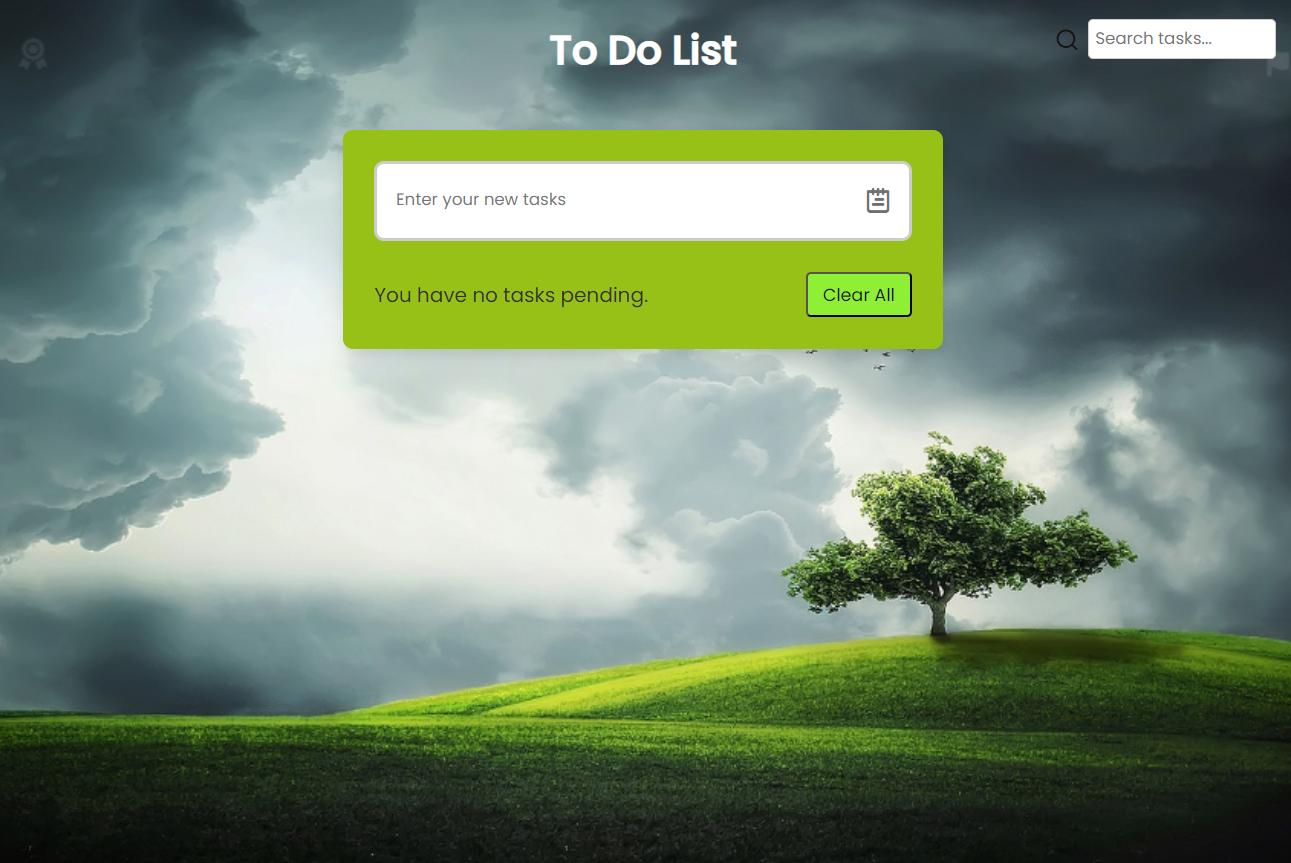 To Do List
Search tasks...
Enter your new tasks
You have no tasks pending.
Clear All